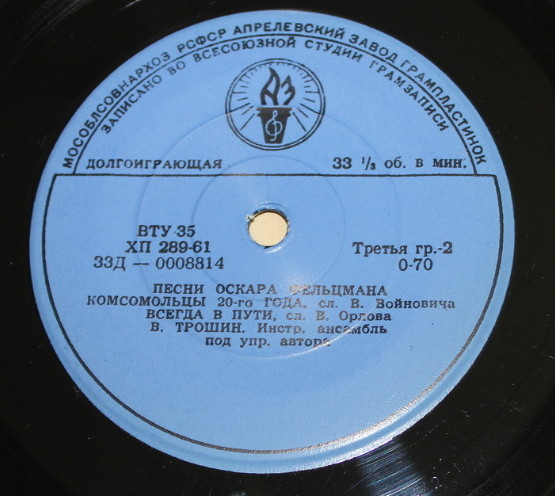 МОСОБЛСОВНАРХОЗ РСФСР АПРЕЛЕВСКИЙ ЗАВОД ГРАМПЛАСТИНОК
ЗАПИСАНО ВО ВСЕСОЮЗНОЙ СТУДИИ ГРАМЗАПИСИ
АЗ
ДОЛГОИГРАЮЩАЯ 33 1/3 об. в мин.
ВТУ 35
ХП 289-61 Третья гр.-2
33Д — 0008814 0-70
ПЕСНИ ОСКАРА ФЕЛЬЦМАНА
КОМСОМОЛЬЦЫ 20-го ГОДА, сл. В. Войновича
ВСЕГДА В ПУТИ, сл. В. Орлова
В. ТРОШИН. Инстр. ансамбль
под упр. автора